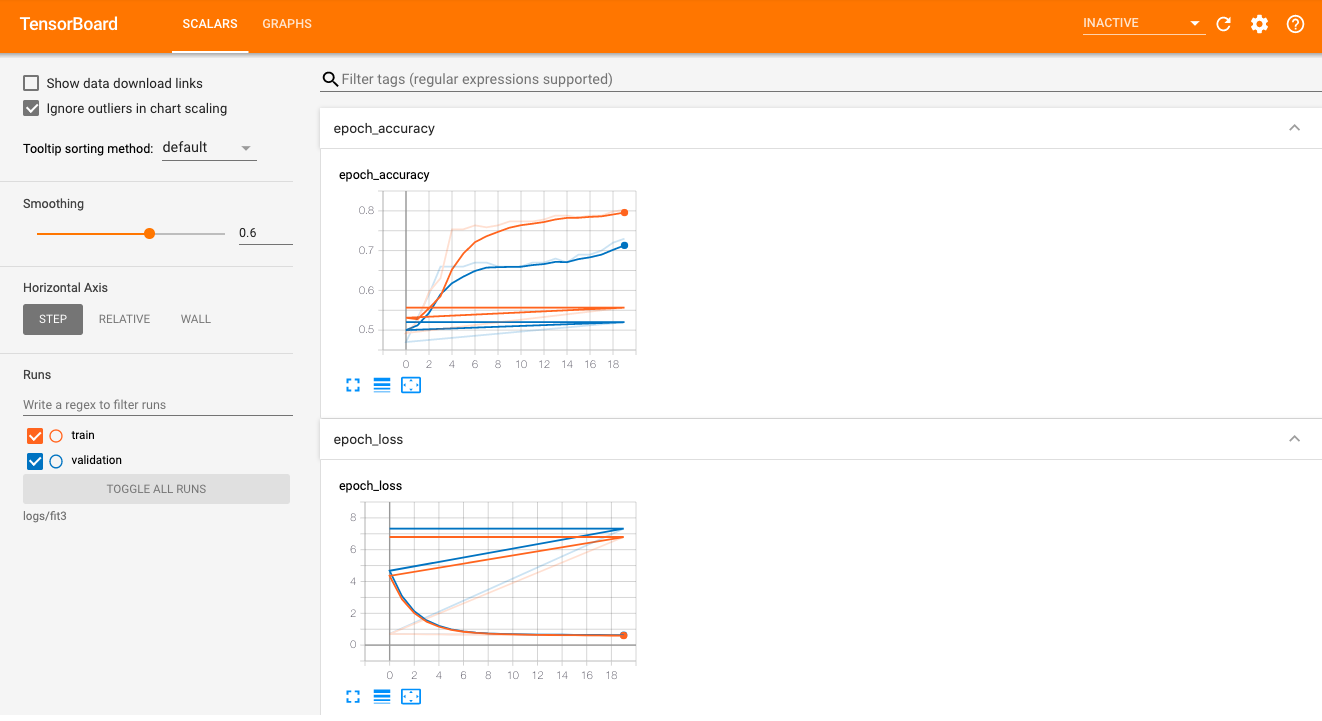 TensorBoard SCALARS GRAPHS INACTIVE
Show data download links
Ignore outliers in chart scaling
Tooltip sorting method: default
Smoothing
0.6
Horizontal Axis
STEP RELATIVE WALL
Runs
Write a regex to filter runs
train
validation
TOGGLE ALL RUNS
logs/fit3
Filter tags (regular expressions supported)
epoch_accuracy
epoch_accuracy
0.8
0.7
0.6
0.5
0 2 4 6 8 10 12 14 16 18
epoch_loss
epoch_loss
8
6
4
2
0
0 2 4 6 8 10 12 14 16 18